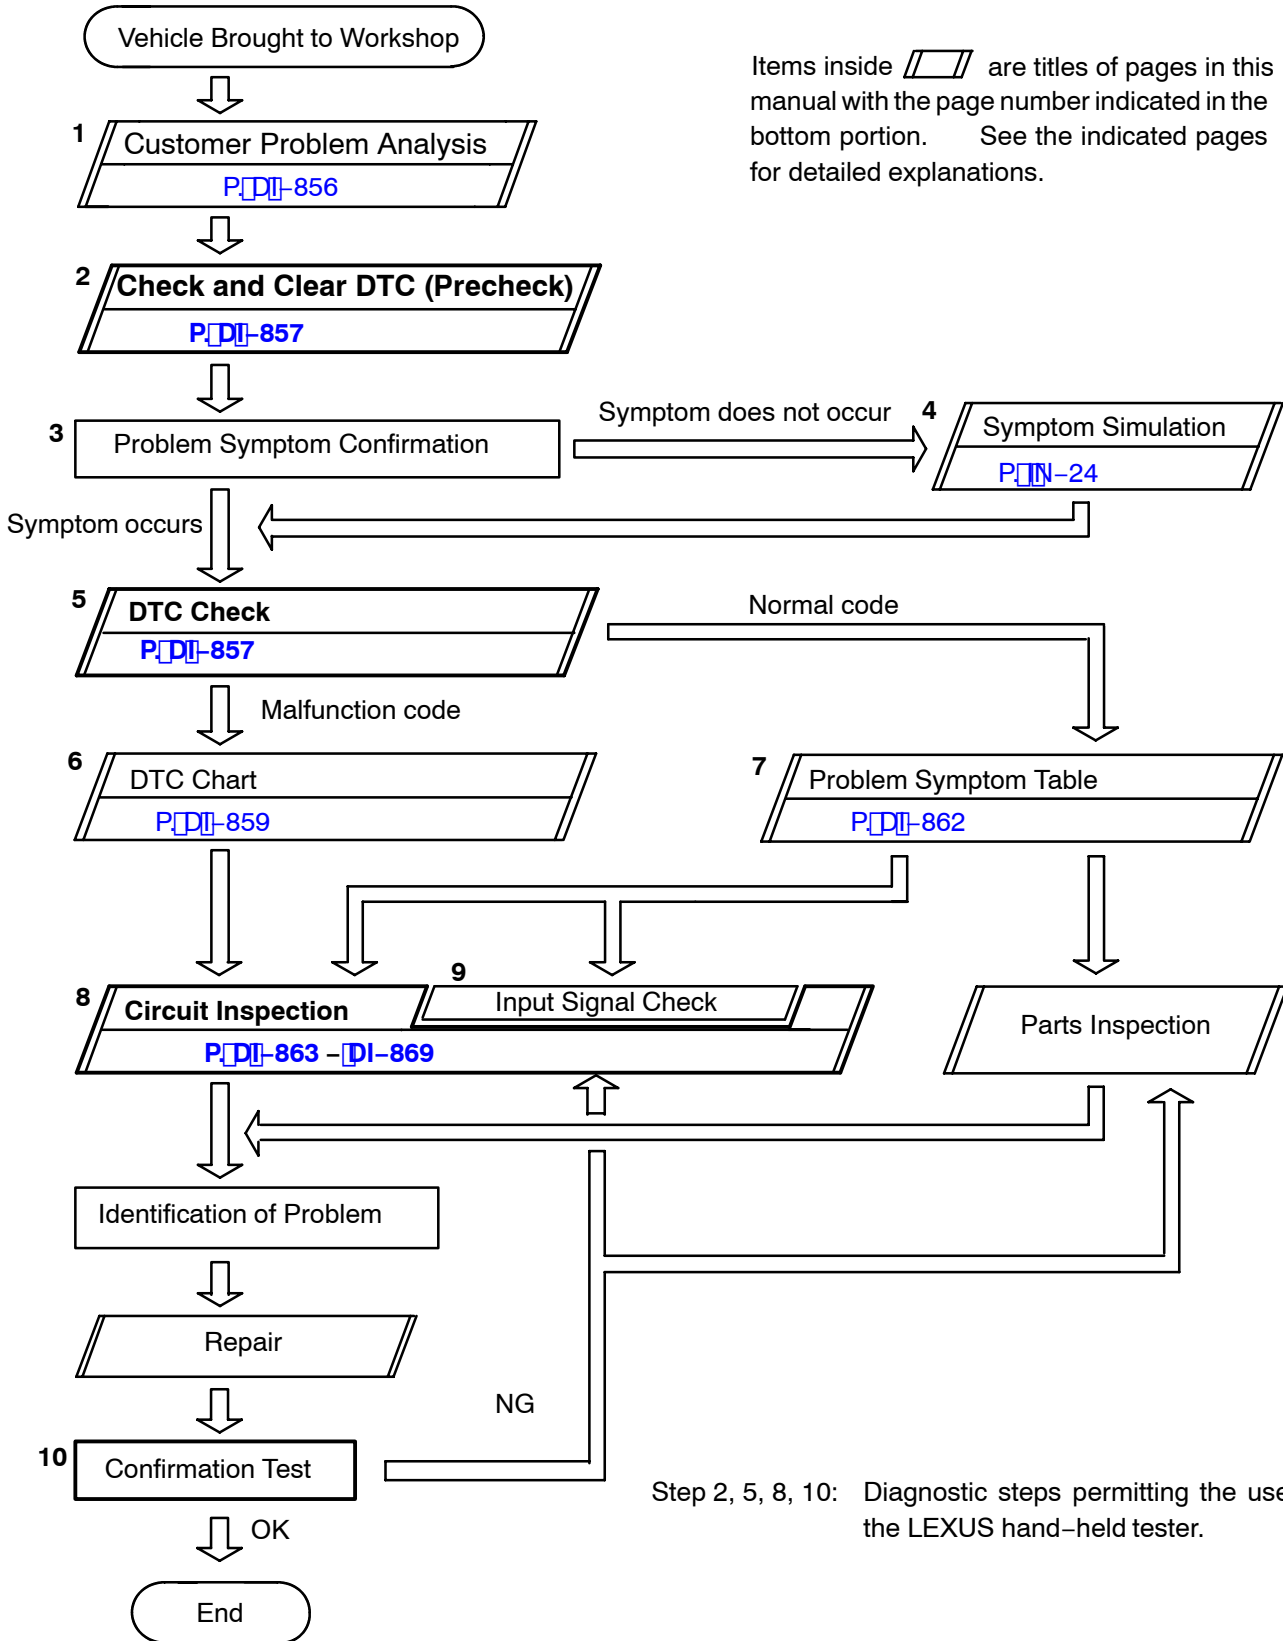 Vehicle Brought to Workshop
Items inside are titles of pages in this
manual with the page number indicated in the
bottom portion. See the indicated pages
for detailed explanations.
1
Customer Problem Analysis
P. DI–856
2
Check and Clear DTC (Precheck)
P. DI–857
3
Problem Symptom Confirmation
Symptom does not occur
4
Symptom Simulation
P. IN–24
Symptom occurs
5
DTC Check
P. DI–857
Normal code
Malfunction code
6
DTC Chart
P. DI–859
7
Problem Symptom Table
P. DI–862
8
Circuit Inspection
P. DI–863 – DI–869
9
Input Signal Check
Parts Inspection
Identification of Problem
Repair
NG
10
Confirmation Test
Step 2, 5, 8, 10: Diagnostic steps permitting the use
the LEXUS hand–held tester.
OK
End